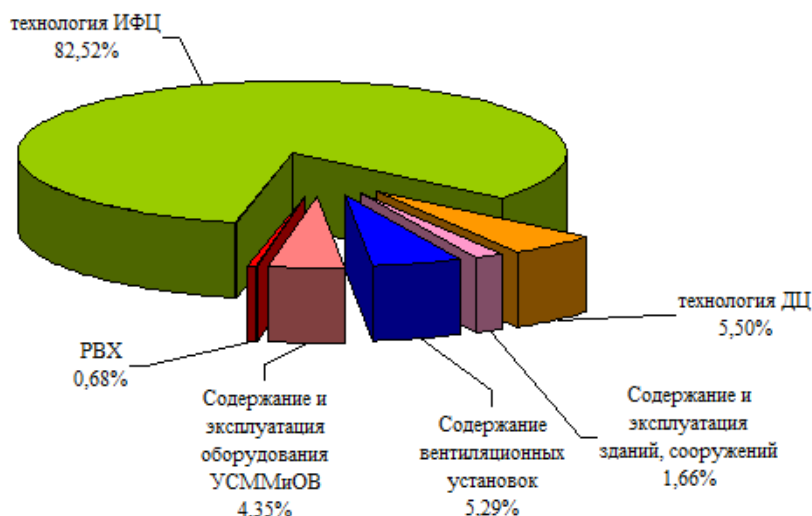 технология ИФЦ
82,52%
технология ДЦ
5,50%
РВХ
0,68%
Содержание и
эксплуатация
оборудования
УСММиОВ
4,35%
Содержание
вентиляционных
установок
5,29%
Содержание и
эксплуатация
зданий, сооружений
1,66%